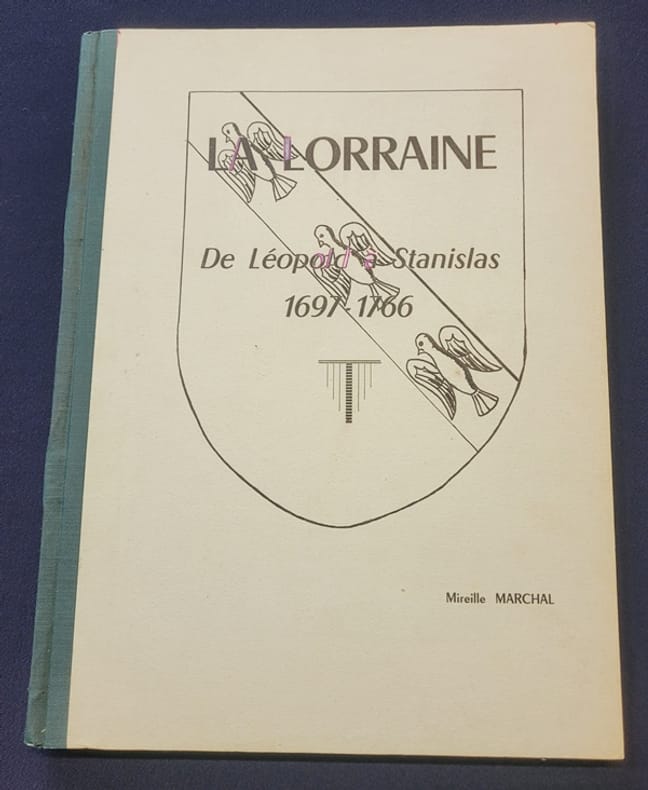 LA LORRAINE
De Léopold à Stanislas
1697-1766
Mireille MARCHAL